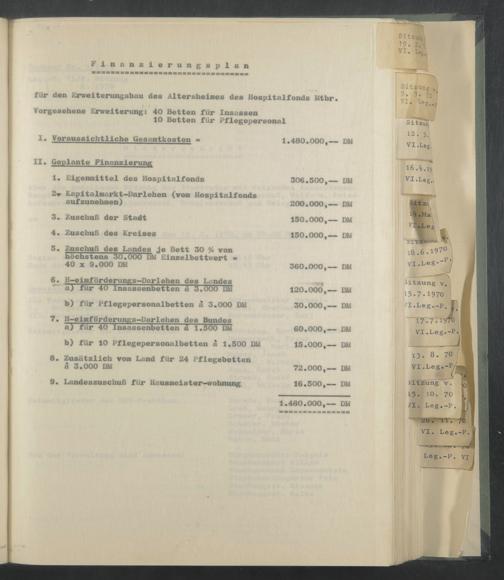 Finanzierungsplan
für den Erweiterungsbau des Altersheimes des Hospitalfonds Mtbr.
Vorgesehene Erweiterung: 40 Betten für Insassen
10 Betten für Pflegepersonal
I. Voraussichtliche Gesamtkosten = 1.480.000,-- DM
II. Geplante Finanzierung
1. Eigenmittel des Hospitalfonds 306.500,-- DM
2. Kapitalmarkt-Darlehen (vom Hospitalfonds
aufzunehmen) 200.000,-- DM
3. Zuschuß der Stadt 150.000,-- DM
4. Zuschuß des Kreises 150.000,-- DM
5. Zuschuß des Landes je Bett 30 % von
höchstens 30.000 DM Einzelbettwert =
40 x 9.000 DM 360.000,-- DM
6. Heimförderungs-Darlehen des Landes
a) für 40 Insassenbetten á 3.000 DM 120.000,-- DM
b) für Pflegepersonalbetten á 3.000 DM 30.000,-- DM
7. Heimförderungs-Darlehen des Bundes
a) für 40 Insassenbetten á 1.500 DM 60.000,-- DM
b) für 10 Pflegepersonalbetten á 1.500 DM 15.000,-- DM
8. Zusätzlich vom Land für 24 Pflegebetten
á 3.000 DM 72.000,-- DM
9. Landeszuschuß für Hausmeister-wohnung 16.500,-- DM
1.480.000,-- DM
Sitzung
VI. Leg.
Sitzung v.
VI. Leg.
Sitzun
12. 3.
VI.Leg.
16.4.
VI.Leg.
Sitzu
VI.Leg
18.6.1970
VI.Leg.-P.
Sitzung v.
15.7.1970
VI.Leg.-P.
17.7.1970
VI.Leg.-P.
13. 8. 70
VI.Leg.-P.
Sitzung v.
15. 10. 70
VI. Leg.-P.
VI. Leg.-P.
Leg.-P. VI